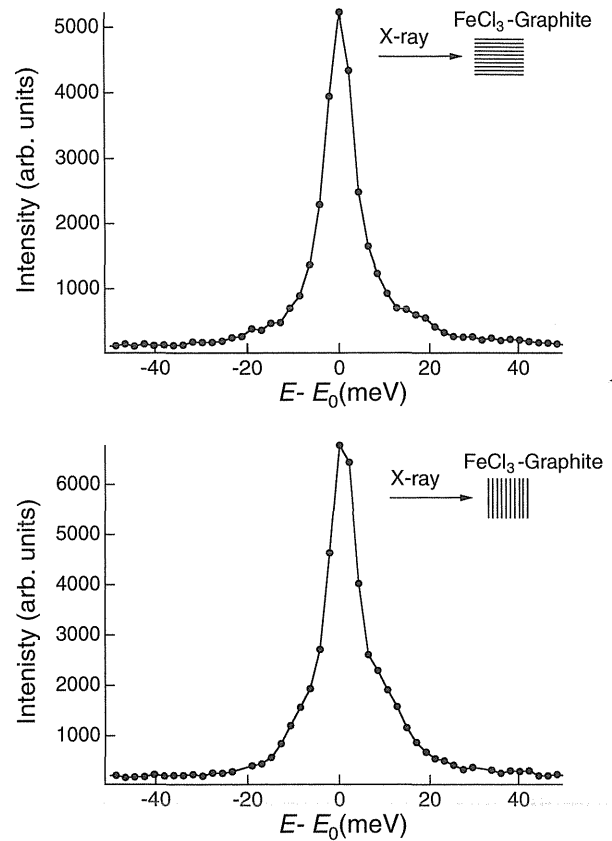 FeCl3-Graphite
X-ray
Intensity (arb. units)
5000
4000
3000
2000
1000
-40 -20 0 20 40
E- E0(meV)
FeCl3-Graphite
X-ray
Intenisty (arb. units)
6000
5000
4000
3000
2000
1000
-40 -20 0 20 40
E- E0(meV)